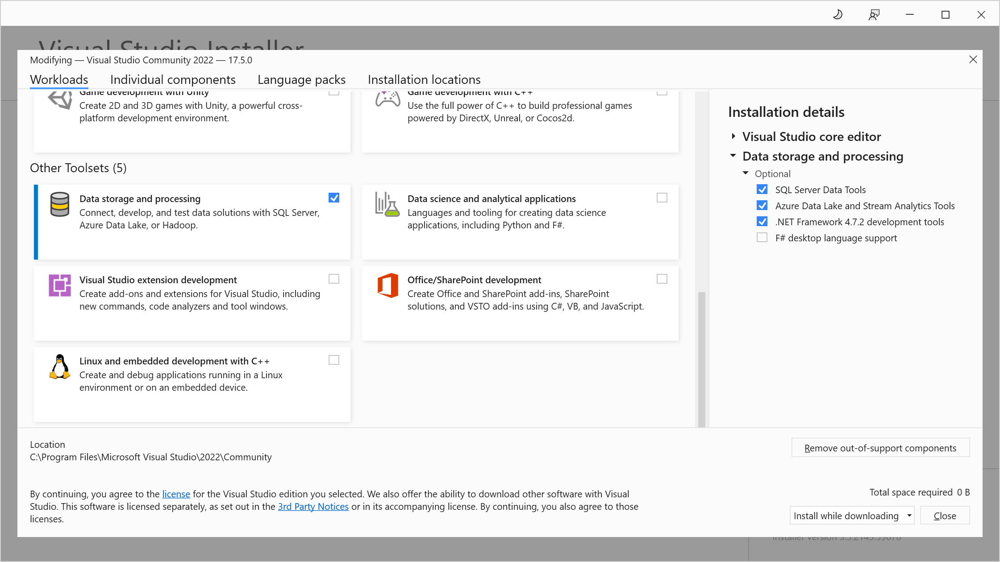 Visual Studio Installer
Modifying — Visual Studio Community 2022 — 17.5.0
Workloads
Individual components
Language packs
Installation locations
Game development with Unity
Create 2D and 3D games with Unity, a powerful cross-
platform development environment.
Game development with C++
Use the full power of C++ to build professional games
powered by DirectX, Unreal, or Cocos2d.
Other Toolsets (5)
Data storage and processing
Connect, develop, and test data solutions with SQL Server,
Azure Data Lake, or Hadoop.
Data science and analytical applications
Languages and tooling for creating data science
applications, including Python and F#.
Visual Studio extension development
Create add-ons and extensions for Visual Studio, including
new commands, code analyzers and tool windows.
Office/SharePoint development
Create Office and SharePoint add-ins, SharePoint
solutions, and VSTO add-ins using C#, VB, and JavaScript.
Linux and embedded development with C++
Create and debug applications running in a Linux
environment or on an embedded device.
Installation details
Visual Studio core editor
Data storage and processing
Optional
SQL Server Data Tools
Azure Data Lake and Stream Analytics Tools
.NET Framework 4.7.2 development tools
F# desktop language support
Location
C:\Program Files\Microsoft Visual Studio\2022\Community
Remove out-of-support components
By continuing, you agree to the license for the Visual Studio edition you selected. We also offer the ability to download other software with Visual
Studio. This software is licensed separately, as set out in the 3rd Party Notices or in its accompanying license. By continuing, you also agree to those
licenses.
Total space required 0 B
Install while downloading
Close
Installer version